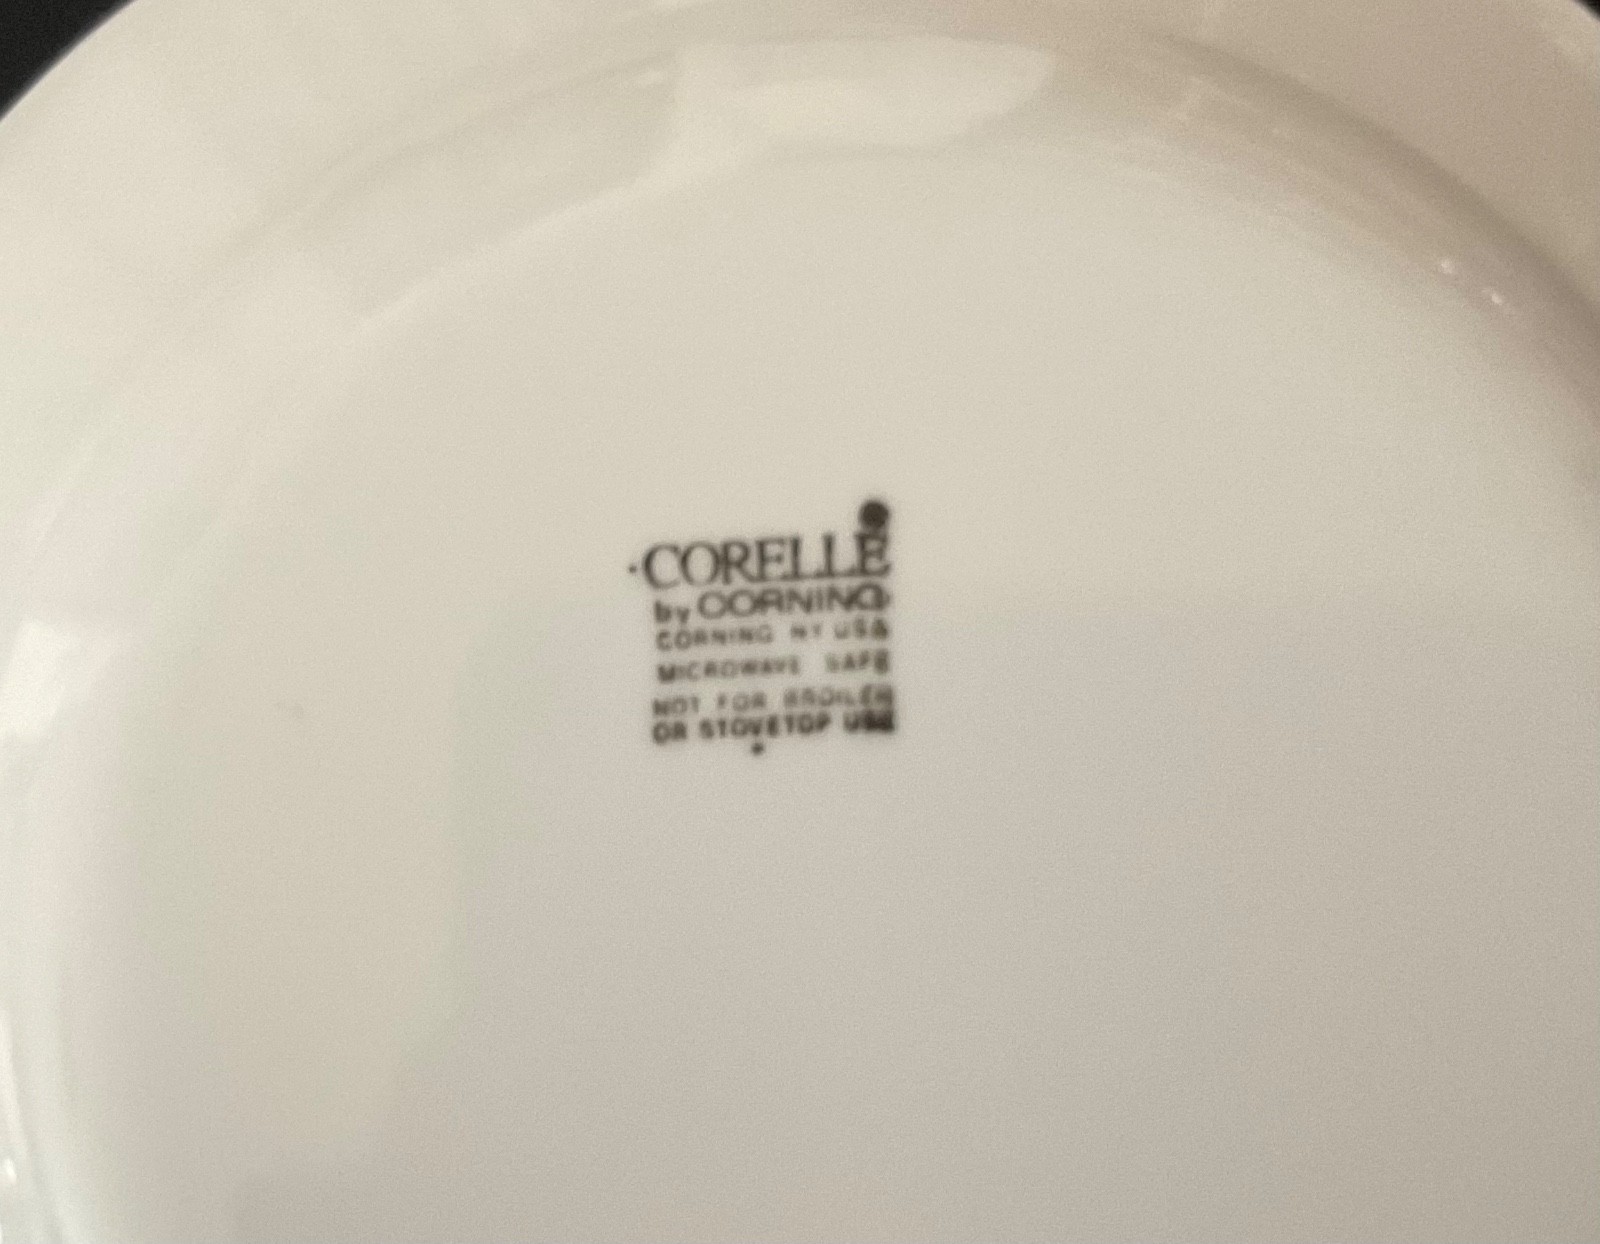 CORELLE
by CORNING
CORNING NY USA
MICROWAVE SAFE
NOT FOR BROILER
OR STOVETOP USE